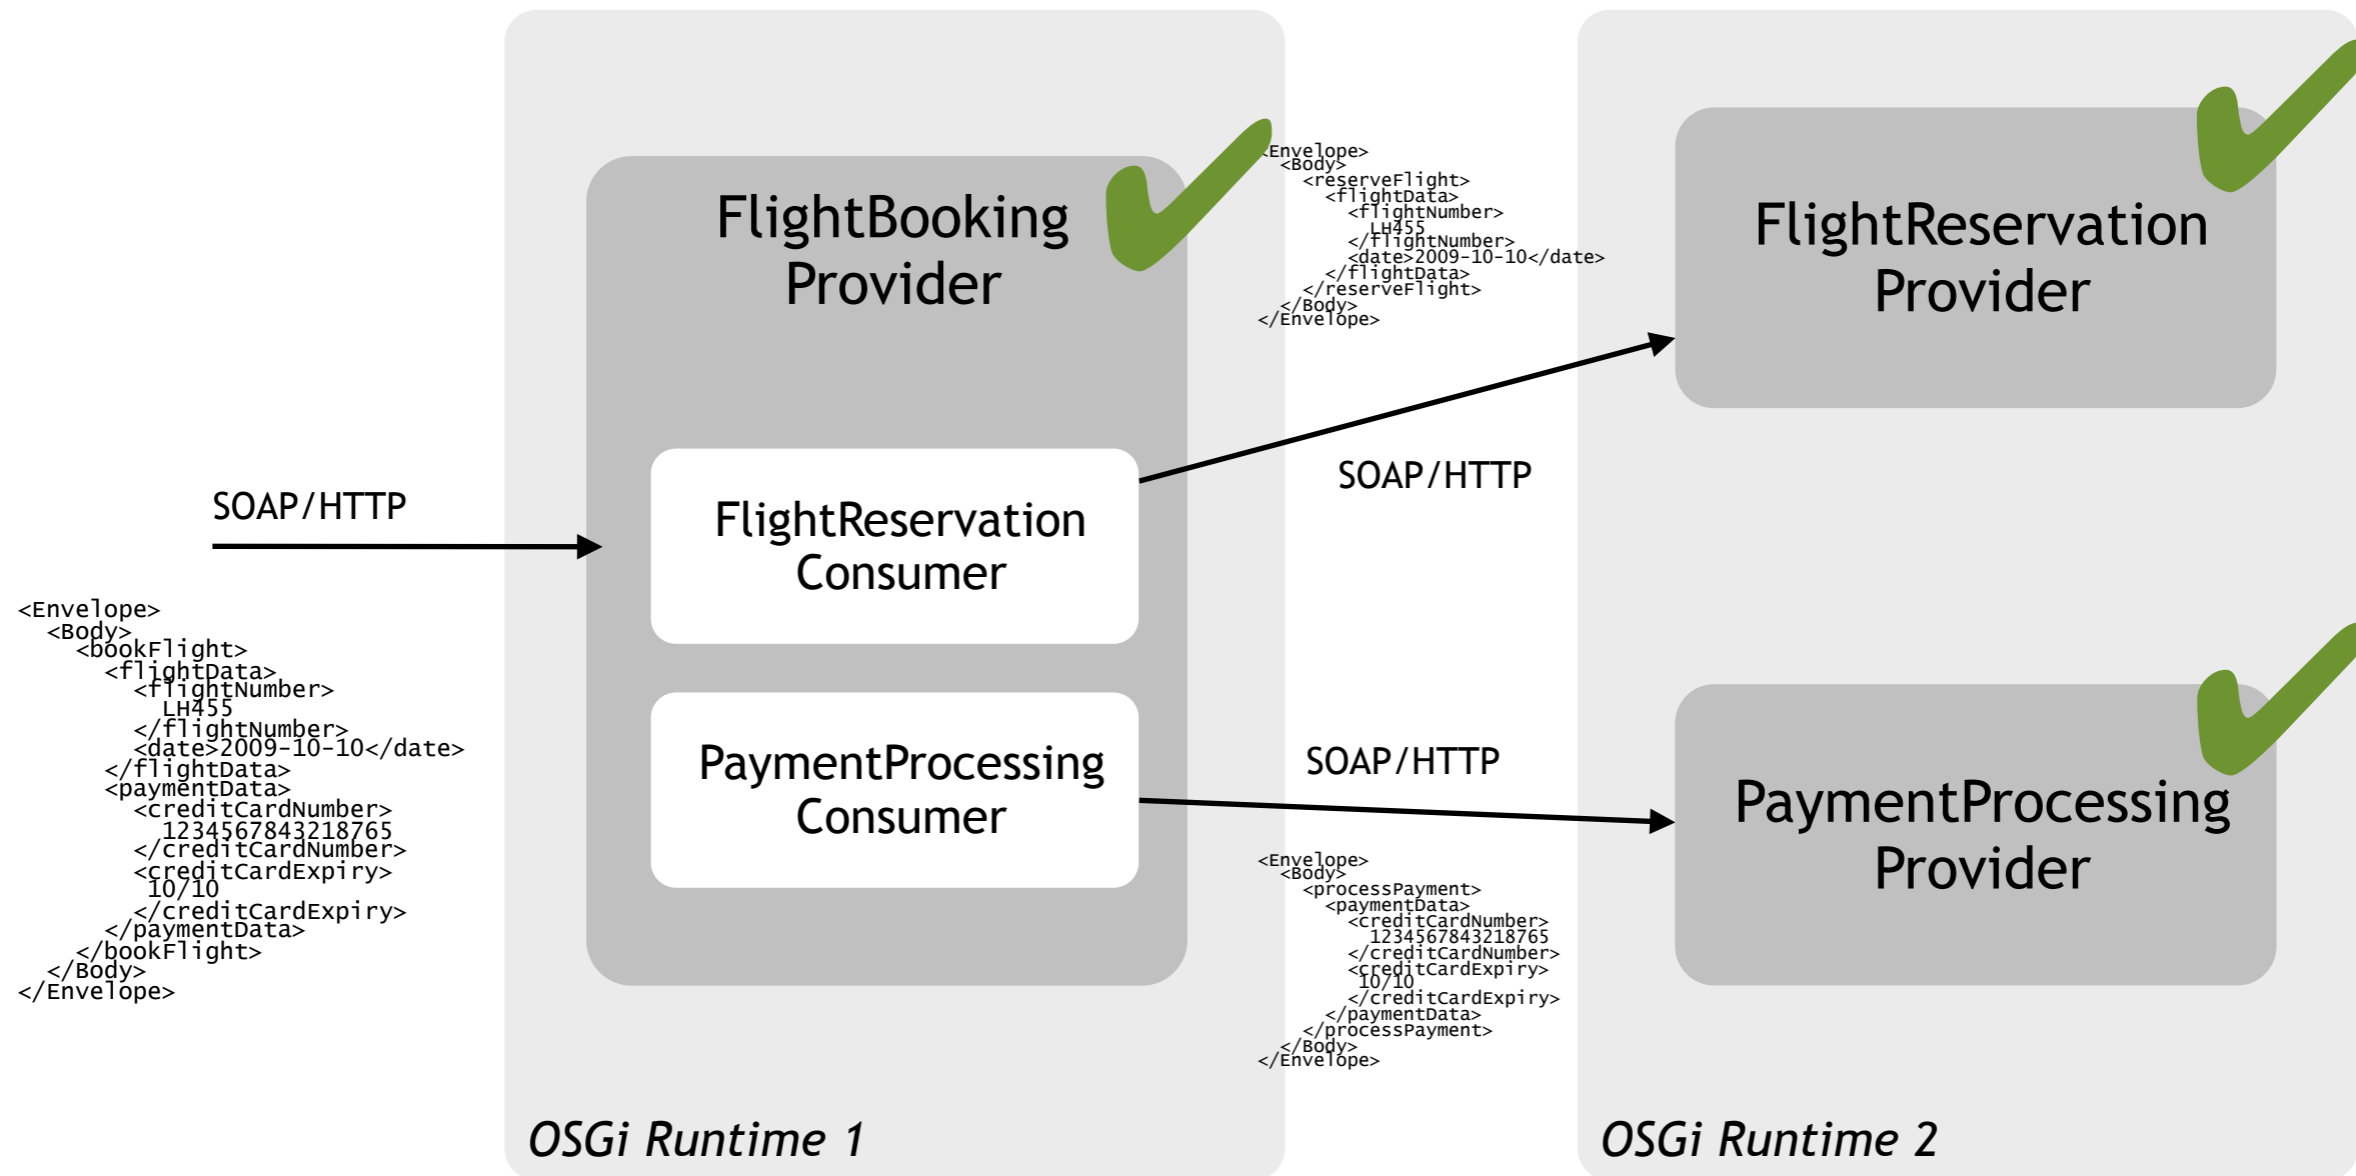 SOAP/HTTP
<Envelope>
<Body>
<bookFlight>
<flightData>
<flightNumber>
LH455
</flightNumber>
<date>2009-10-10</date>
</flightData>
<paymentData>
<creditCardNumber>
1234567843218765
</creditCardNumber>
<creditCardExpiry>
10/10
</creditCardExpiry>
</paymentData>
</bookFlight>
</Body>
</Envelope>
FlightBooking
Provider
FlightReservation
Consumer
PaymentProcessing
Consumer
OSGi Runtime 1
<Envelope>
<Body>
<reserveFlight>
<flightData>
<flightNumber>
LH455
</flightNumber>
<date>2009-10-10</date>
</flightData>
</reserveFlight>
</Body>
</Envelope>
SOAP/HTTP
SOAP/HTTP
<Envelope>
<Body>
<processPayment>
<paymentData>
<creditCardNumber>
1234567843218765
</creditCardNumber>
<creditCardExpiry>
10/10
</creditCardExpiry>
</paymentData>
</processPayment>
</Body>
</Envelope>
FlightReservation
Provider
PaymentProcessing
Provider
OSGi Runtime 2